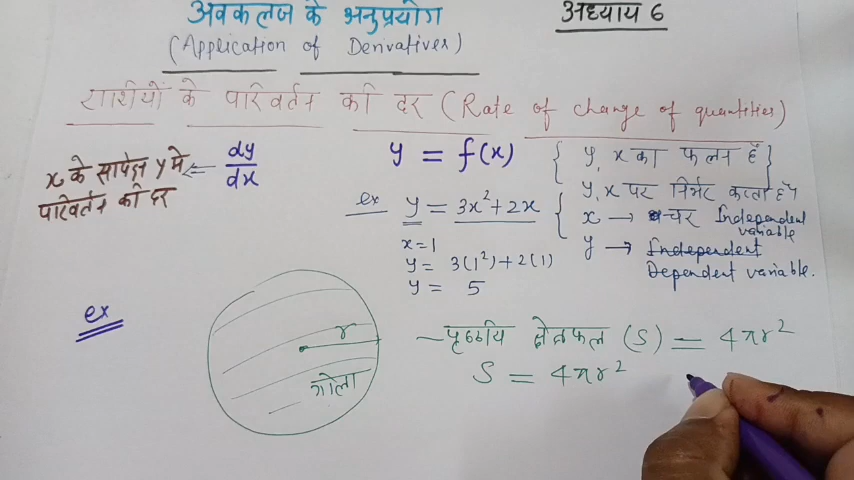 अवकलज के अनुप्रयोग
अध्याय 6
(Application of Derivatives)
राशियों के परिवर्तन की दर (Rate of change of quantities)
x के सापेक्ष y मे = dy/dx
परिवर्तन की दर
y = f(x) { y, x का फलन है }
y, x पर निर्भर करता है
ex y = 3x² + 2x
x → चर Independent variable
x = 1
y = 3(1²) + 2(1)
y → Independent
Dependent variable.
y = 5
ex
r
गोला
पृष्ठीय क्षेत्रफल (S) = 4πr²
S = 4πr²